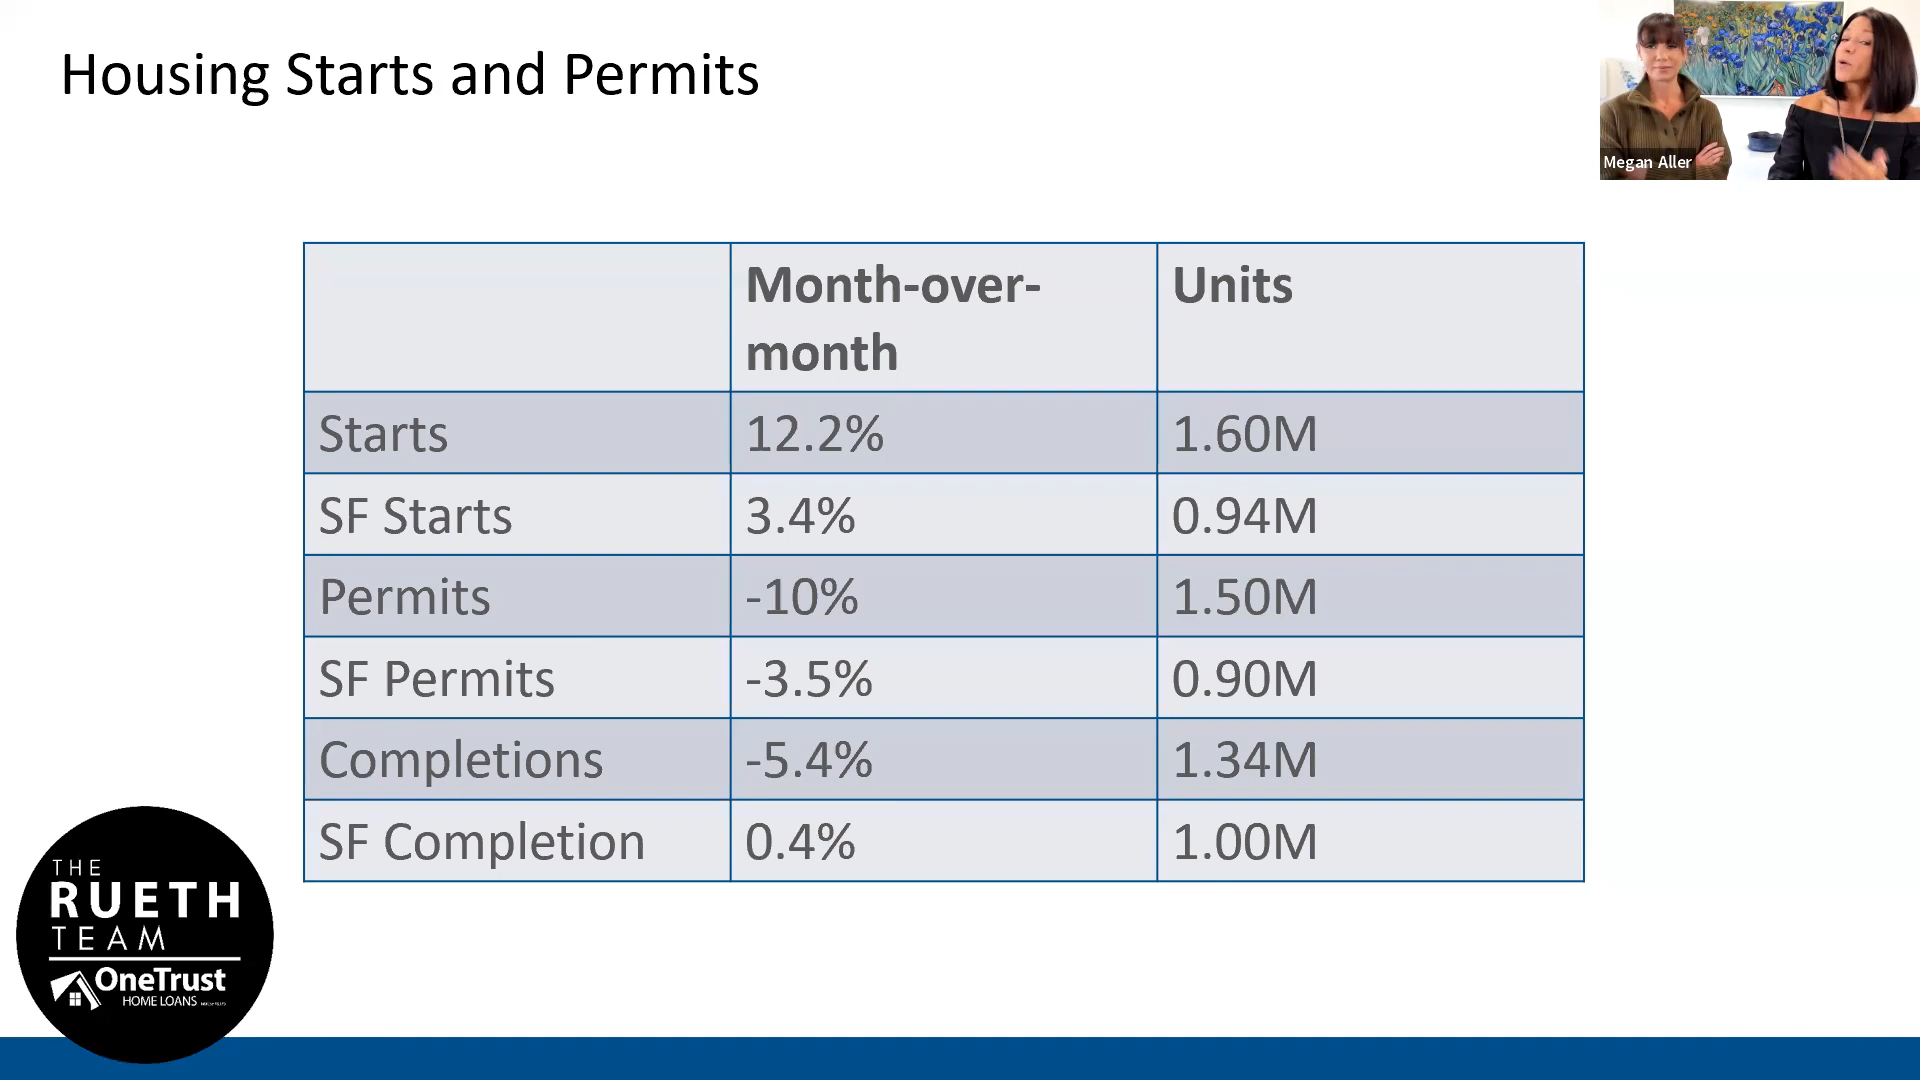 Housing Starts and Permits
Megan Aller
Month-over-
month
Units
Starts
12.2%
1.60M
SF Starts
3.4%
0.94M
Permits
-10%
1.50M
SF Permits
-3.5%
0.90M
Completions
-5.4%
1.34M
SF Completion
0.4%
1.00M
THE
RUETH
TEAM
OneTrust
HOME LOANS